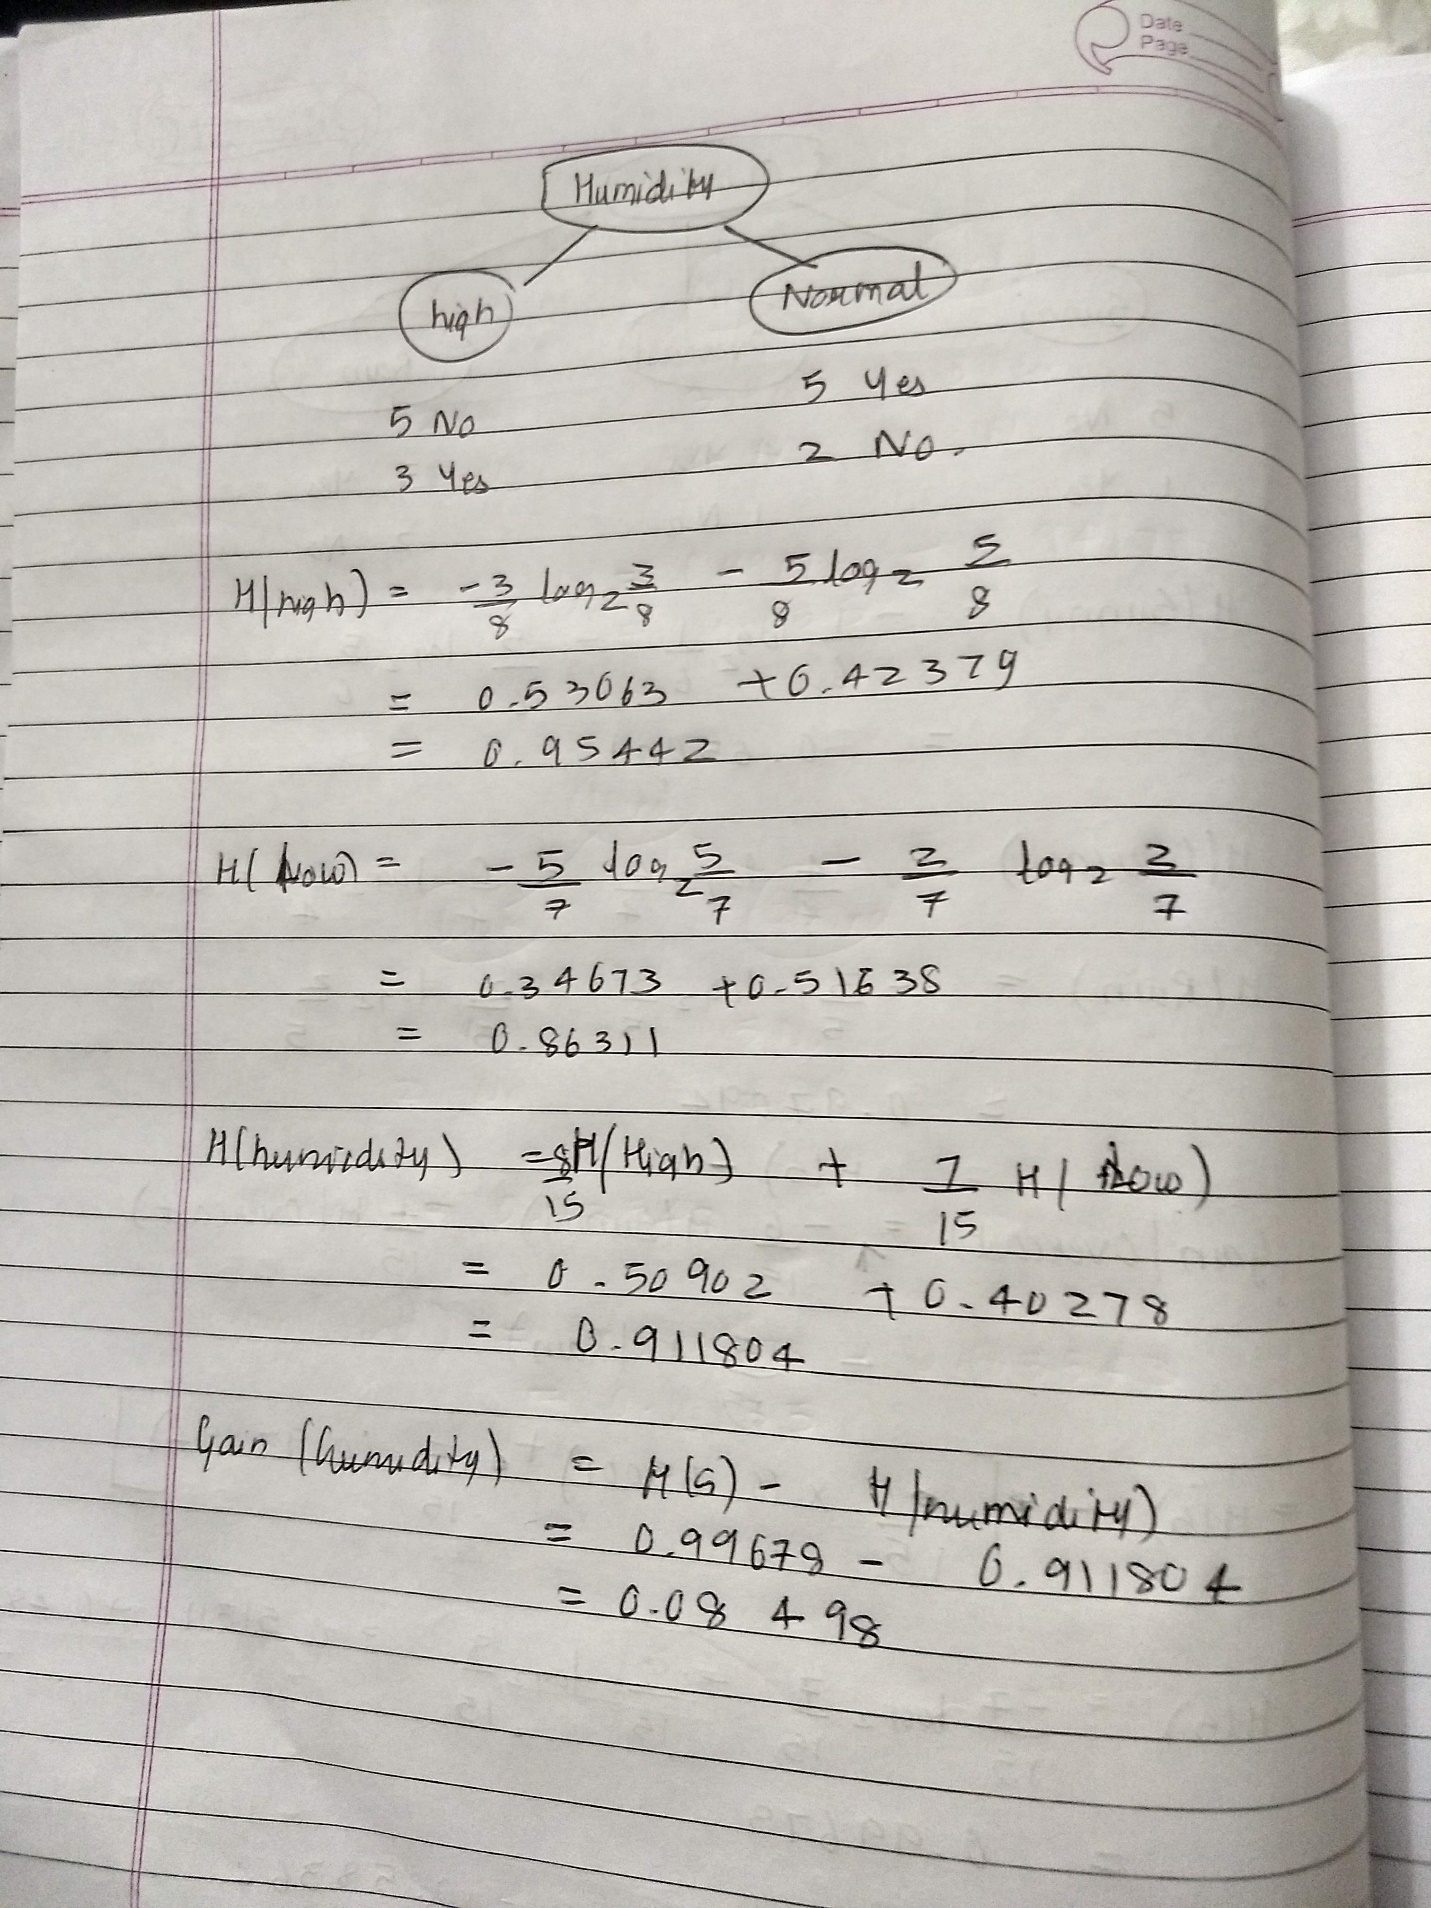 Date
Page
Humidity
high Normal
5 No 5 Yes
3 Yes 2 No.
H(high) = -3/8 log2 3/8 - 5/8 log2 5/8
= 0.53063 + 0.42379
= 0.95442
H( ) = -5/7 log2 5/7 - 2/7 log2 2/7
= 0.34673 + 0.51638
= 0.86311
H(humidity) = 8/15 H(High) + 7/15 H( )
= 0.50902 + 0.40278
= 0.911804
Gain (humidity) = H(S) - H(humidity)
= 0.99678 - 0.911804
= 0.08498